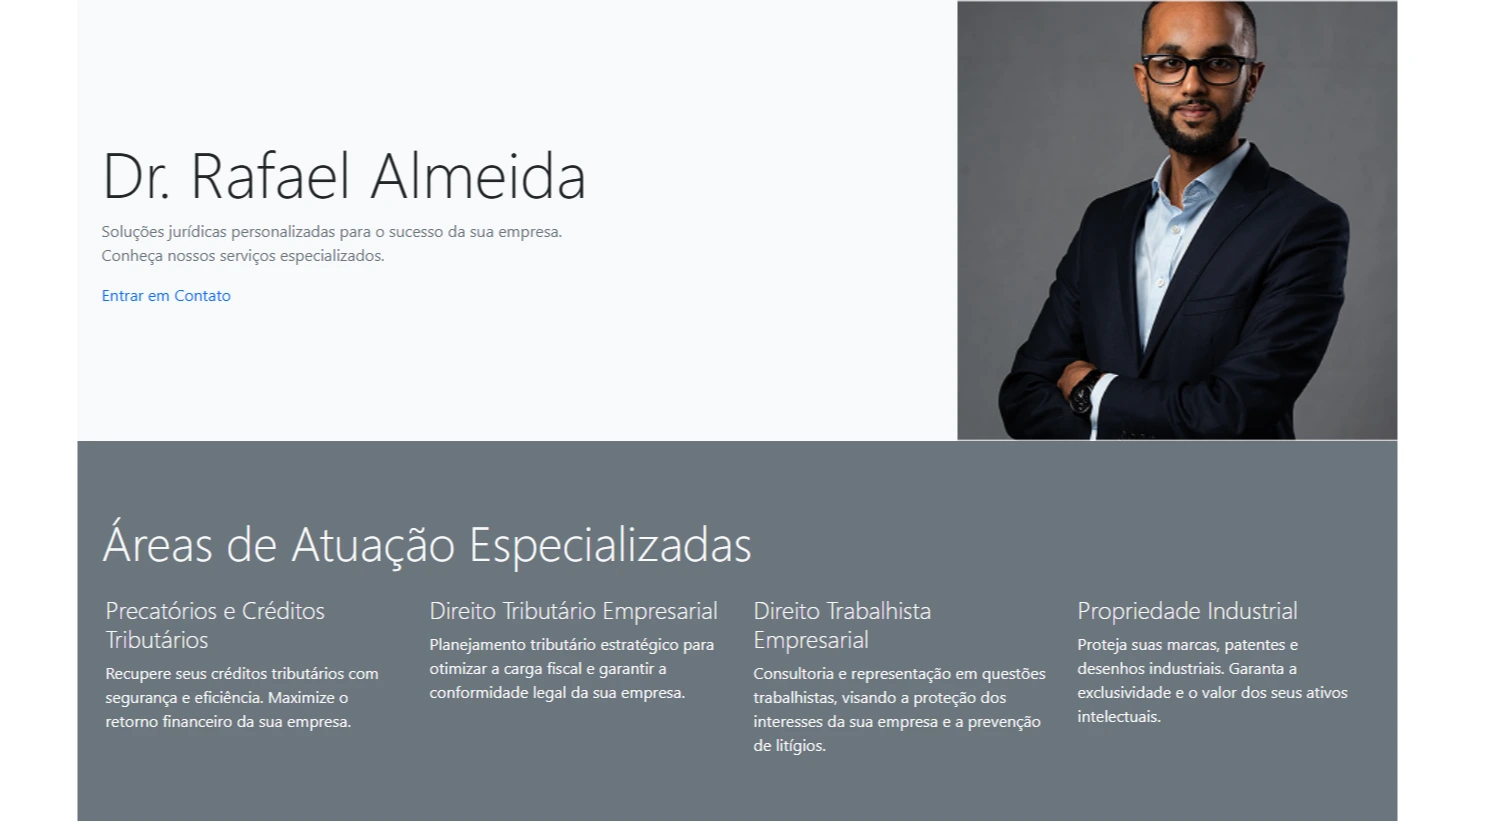 Dr. Rafael Almeida
Soluções jurídicas personalizadas para o sucesso da sua empresa.
Conheça nossos serviços especializados.
Entrar em Contato
Áreas de Atuação Especializadas
Precatórios e Créditos
Tributários
Recupere seus créditos tributários com
segurança e eficiência. Maximize o
retorno financeiro da sua empresa.
Direito Tributário Empresarial
Planejamento tributário estratégico para
otimizar a carga fiscal e garantir a
conformidade legal da sua empresa.
Direito Trabalhista
Empresarial
Consultoria e representação em questões
trabalhistas, visando a proteção dos
interesses da sua empresa e a prevenção
de litígios.
Propriedade Industrial
Proteja suas marcas, patentes e
desenhos industriais. Garanta a
exclusividade e o valor dos seus ativos
intelectuais.